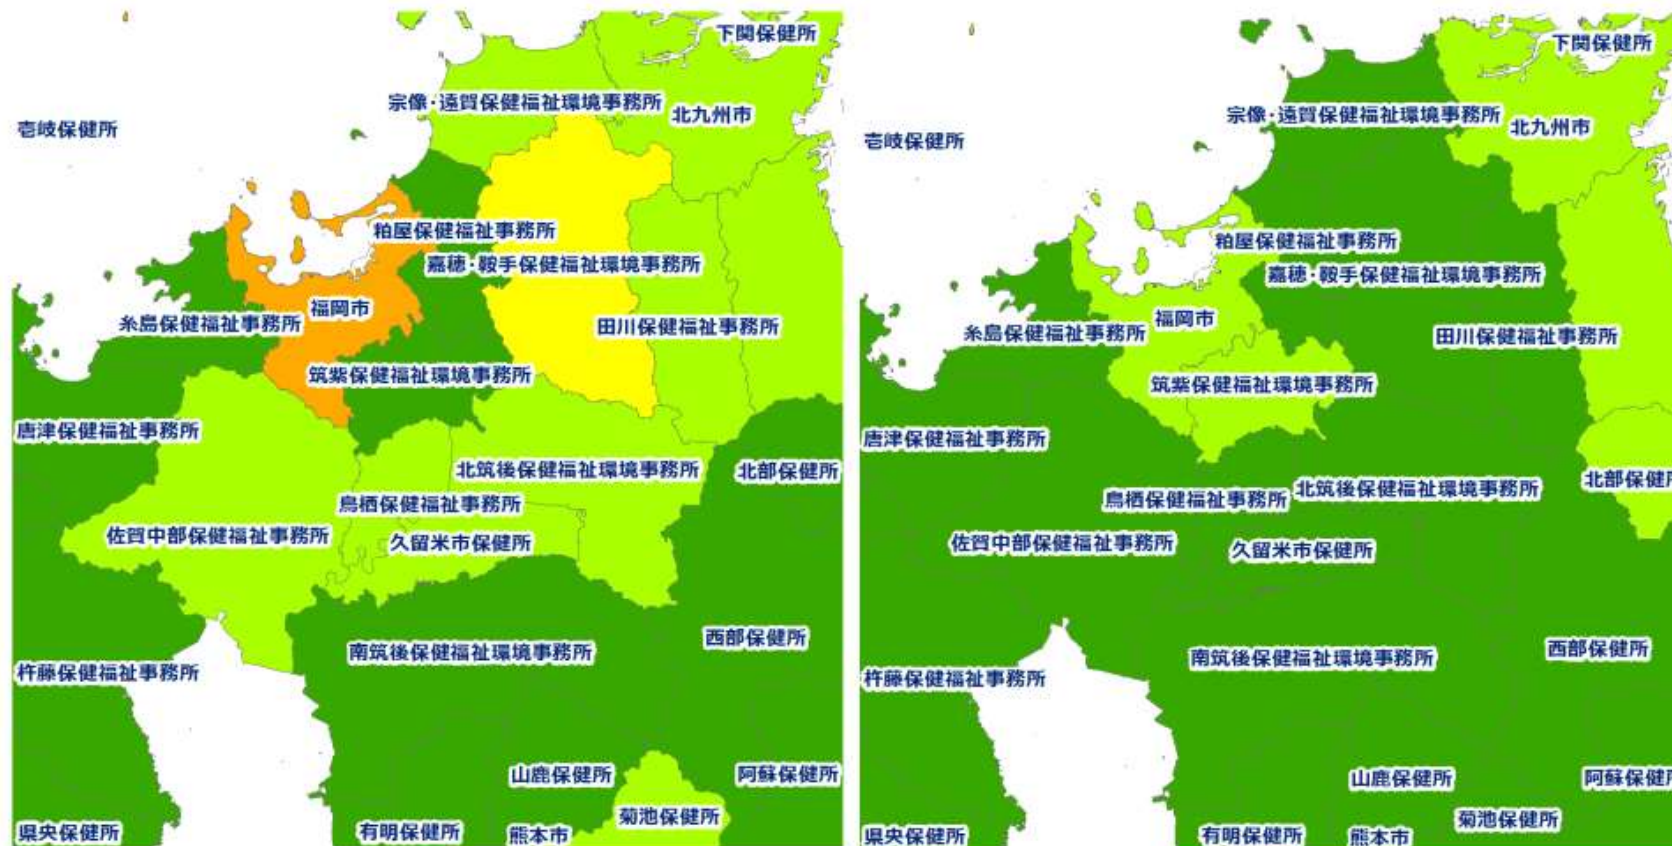 下関保健所
宗像・遠賀保健福祉環境事務所
北九州市
壱岐保健所
粕屋保健福祉事務所
嘉穂・鞍手保健福祉環境事務所
福岡市
糸島保健福祉事務所
田川保健福祉事務所
筑紫保健福祉環境事務所
唐津保健福祉事務所
北筑後保健福祉環境事務所
北部保健所
鳥栖保健福祉事務所
佐賀中部保健福祉事務所
久留米市保健所
西部保健所
南筑後保健福祉環境事務所
杵藤保健福祉事務所
山鹿保健所
阿蘇保健所
菊池保健所
県央保健所
有明保健所
熊本市
下関保健所
宗像・遠賀保健福祉環境事務所
北九州市
壱岐保健所
粕屋保健福祉事務所
嘉穂・鞍手保健福祉環境事務所
福岡市
糸島保健福祉事務所
田川保健福祉事務所
筑紫保健福祉環境事務所
唐津保健福祉事務所
北部保健所
鳥栖保健福祉事務所
北筑後保健福祉環境事務所
佐賀中部保健福祉事務所
久留米市保健所
西部保健所
南筑後保健福祉環境事務所
杵藤保健福祉事務所
山鹿保健所
阿蘇保健所
菊池保健所
県央保健所
有明保健所
熊本市